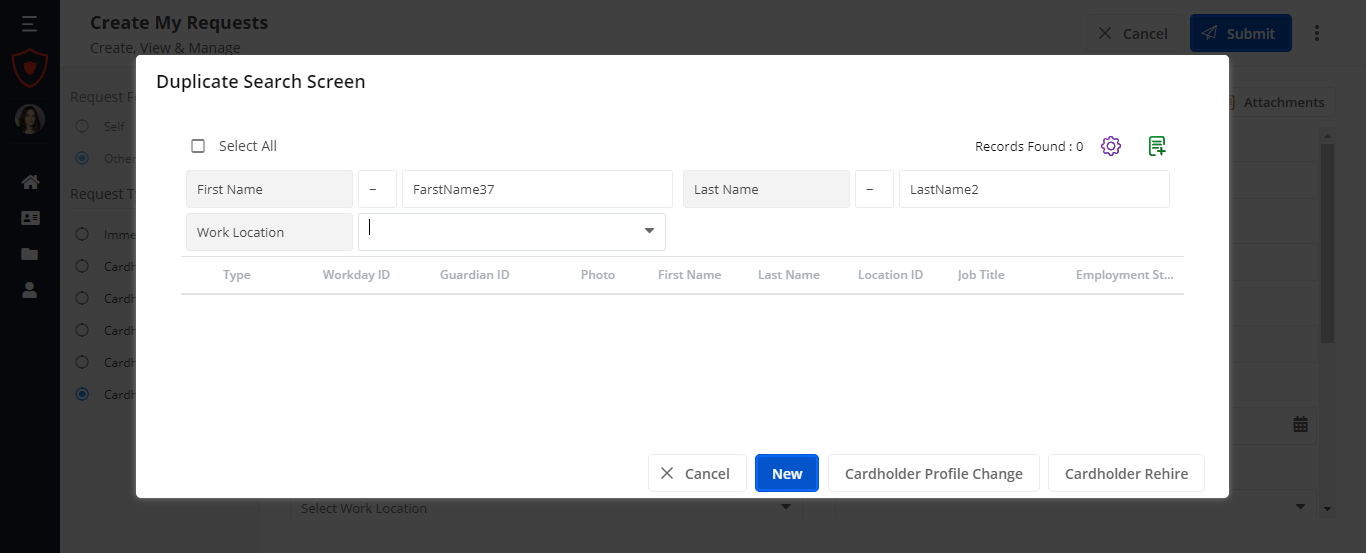 Create My Requests
Create, View & Manage
Cancel
Submit
Duplicate Search Screen
Request F
Attachments
Self
Select All
Records Found : 0
Othe
First Name
–
FarstName37
Last Name
–
LastName2
Request T
Work Location
Imme
Type
Workday ID
Guardian ID
Photo
First Name
Last Name
Location ID
Job Title
Employment St...
Cardh
Cardh
Cardh
Cardh
Cardh
Cancel
New
Cardholder Profile Change
Cardholder Rehire
Select Work Location